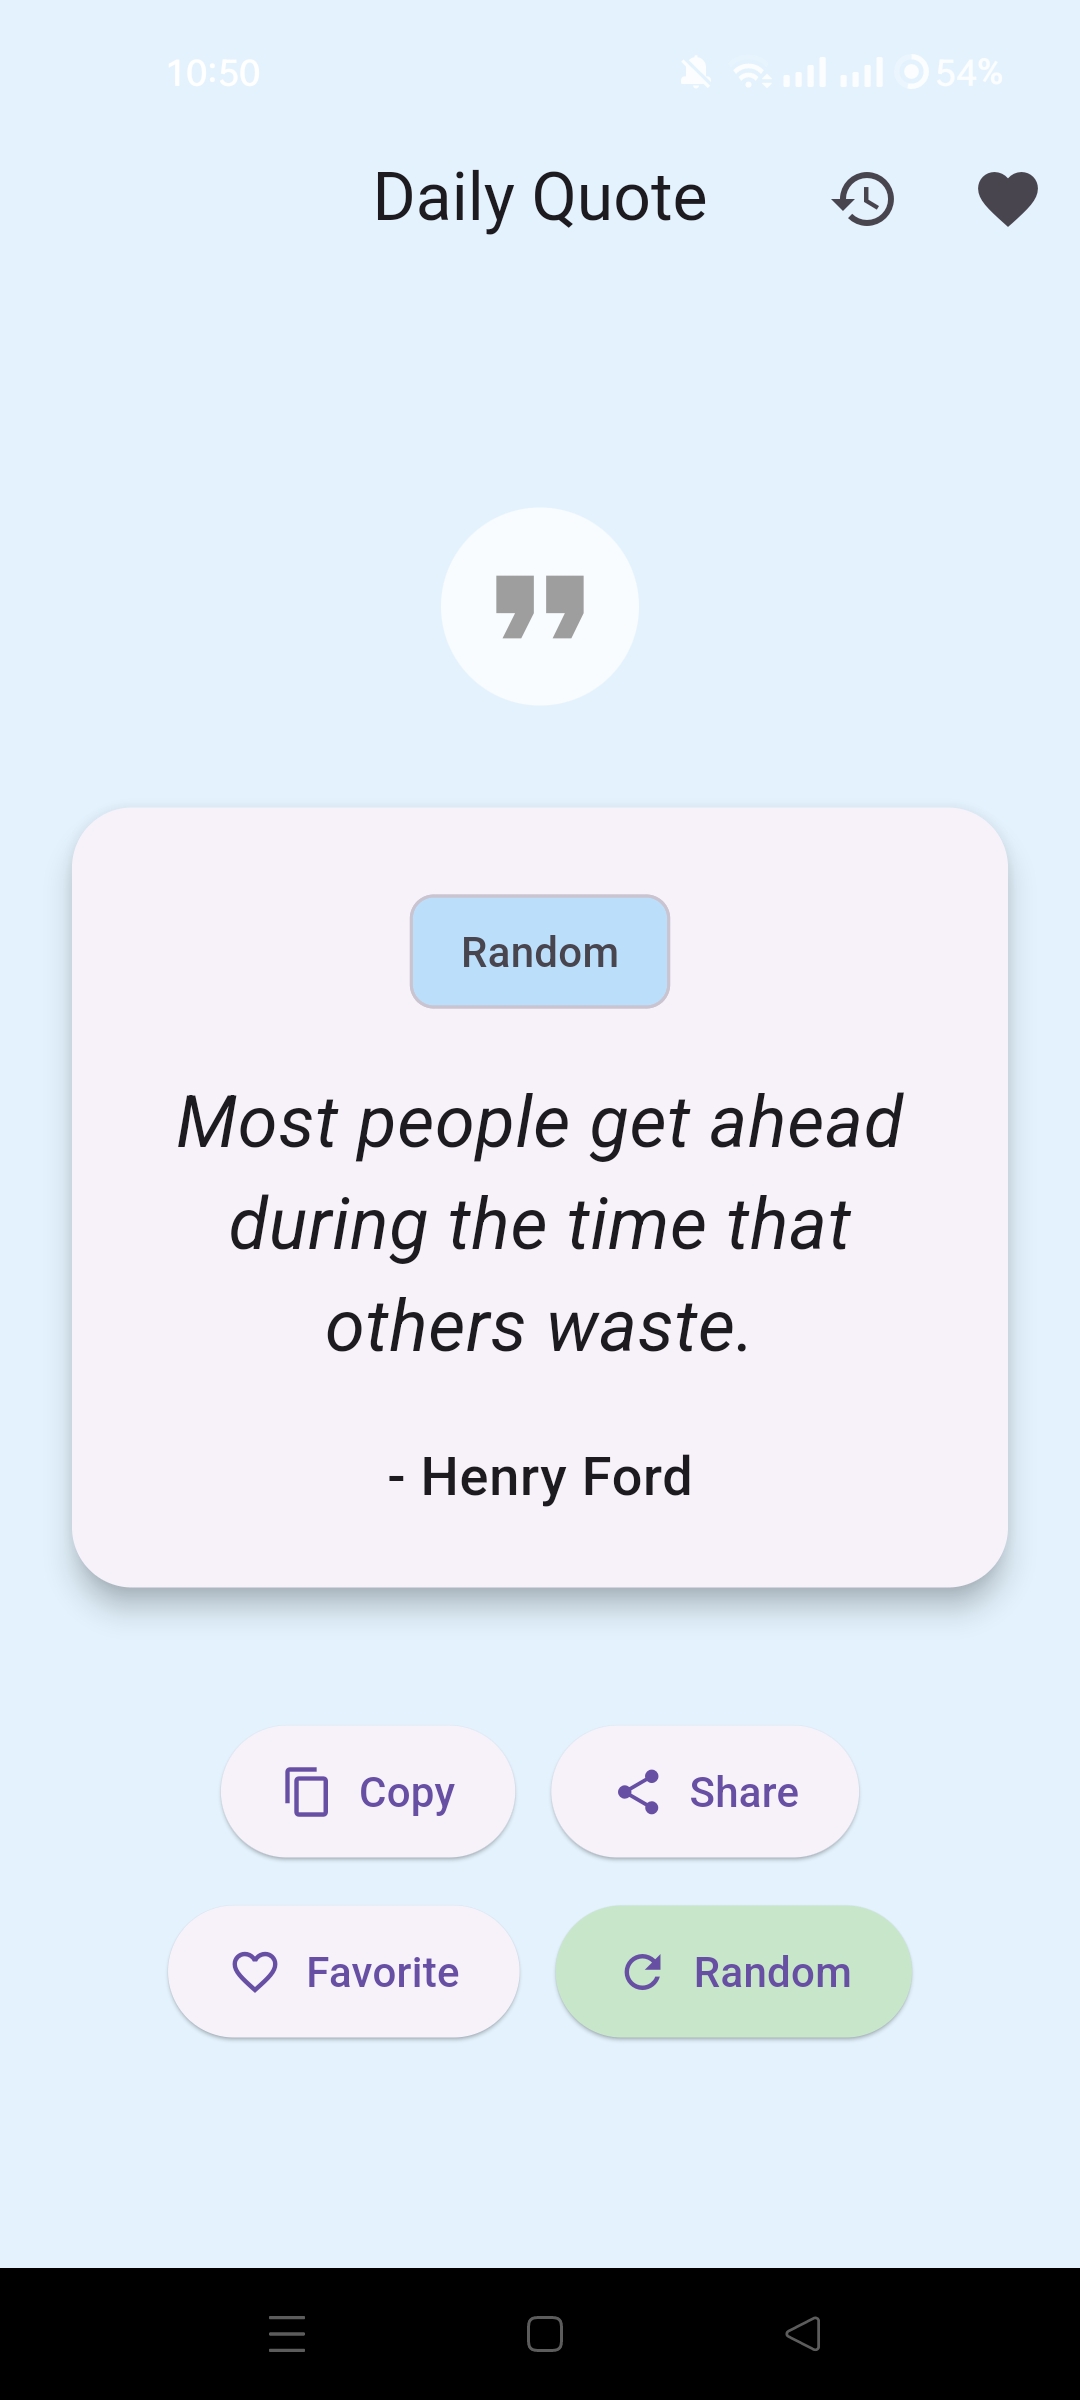 10:50 54%
Daily Quote
Random
Most people get ahead
during the time that
others waste.
- Henry Ford
Copy Share
Favorite Random